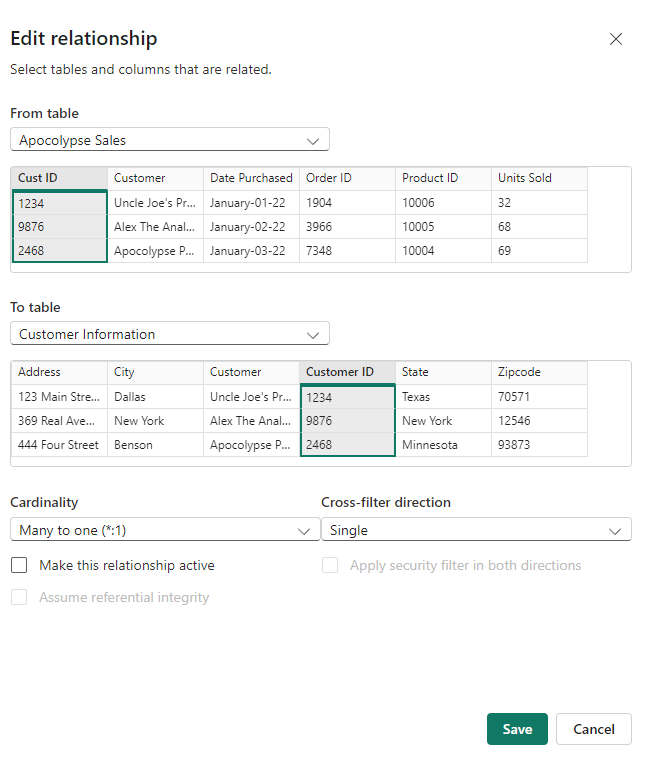 Edit relationship
Select tables and columns that are related.
From table
Apocolypse Sales
Cust ID Customer Date Purchased Order ID Product ID Units Sold
1234 Uncle Joe's Pr... January-01-22 1904 10006 32
9876 Alex The Anal... January-02-22 3966 10005 68
2468 Apocolypse P... January-03-22 7348 10004 69
To table
Customer Information
Address City Customer Customer ID State Zipcode
123 Main Stre... Dallas Uncle Joe's Pr... 1234 Texas 70571
369 Real Ave... New York Alex The Anal... 9876 New York 12546
444 Four Street Benson Apocolypse P... 2468 Minnesota 93873
Cardinality Cross-filter direction
Many to one (*:1) Single
Make this relationship active Apply security filter in both directions
Assume referential integrity
Save Cancel